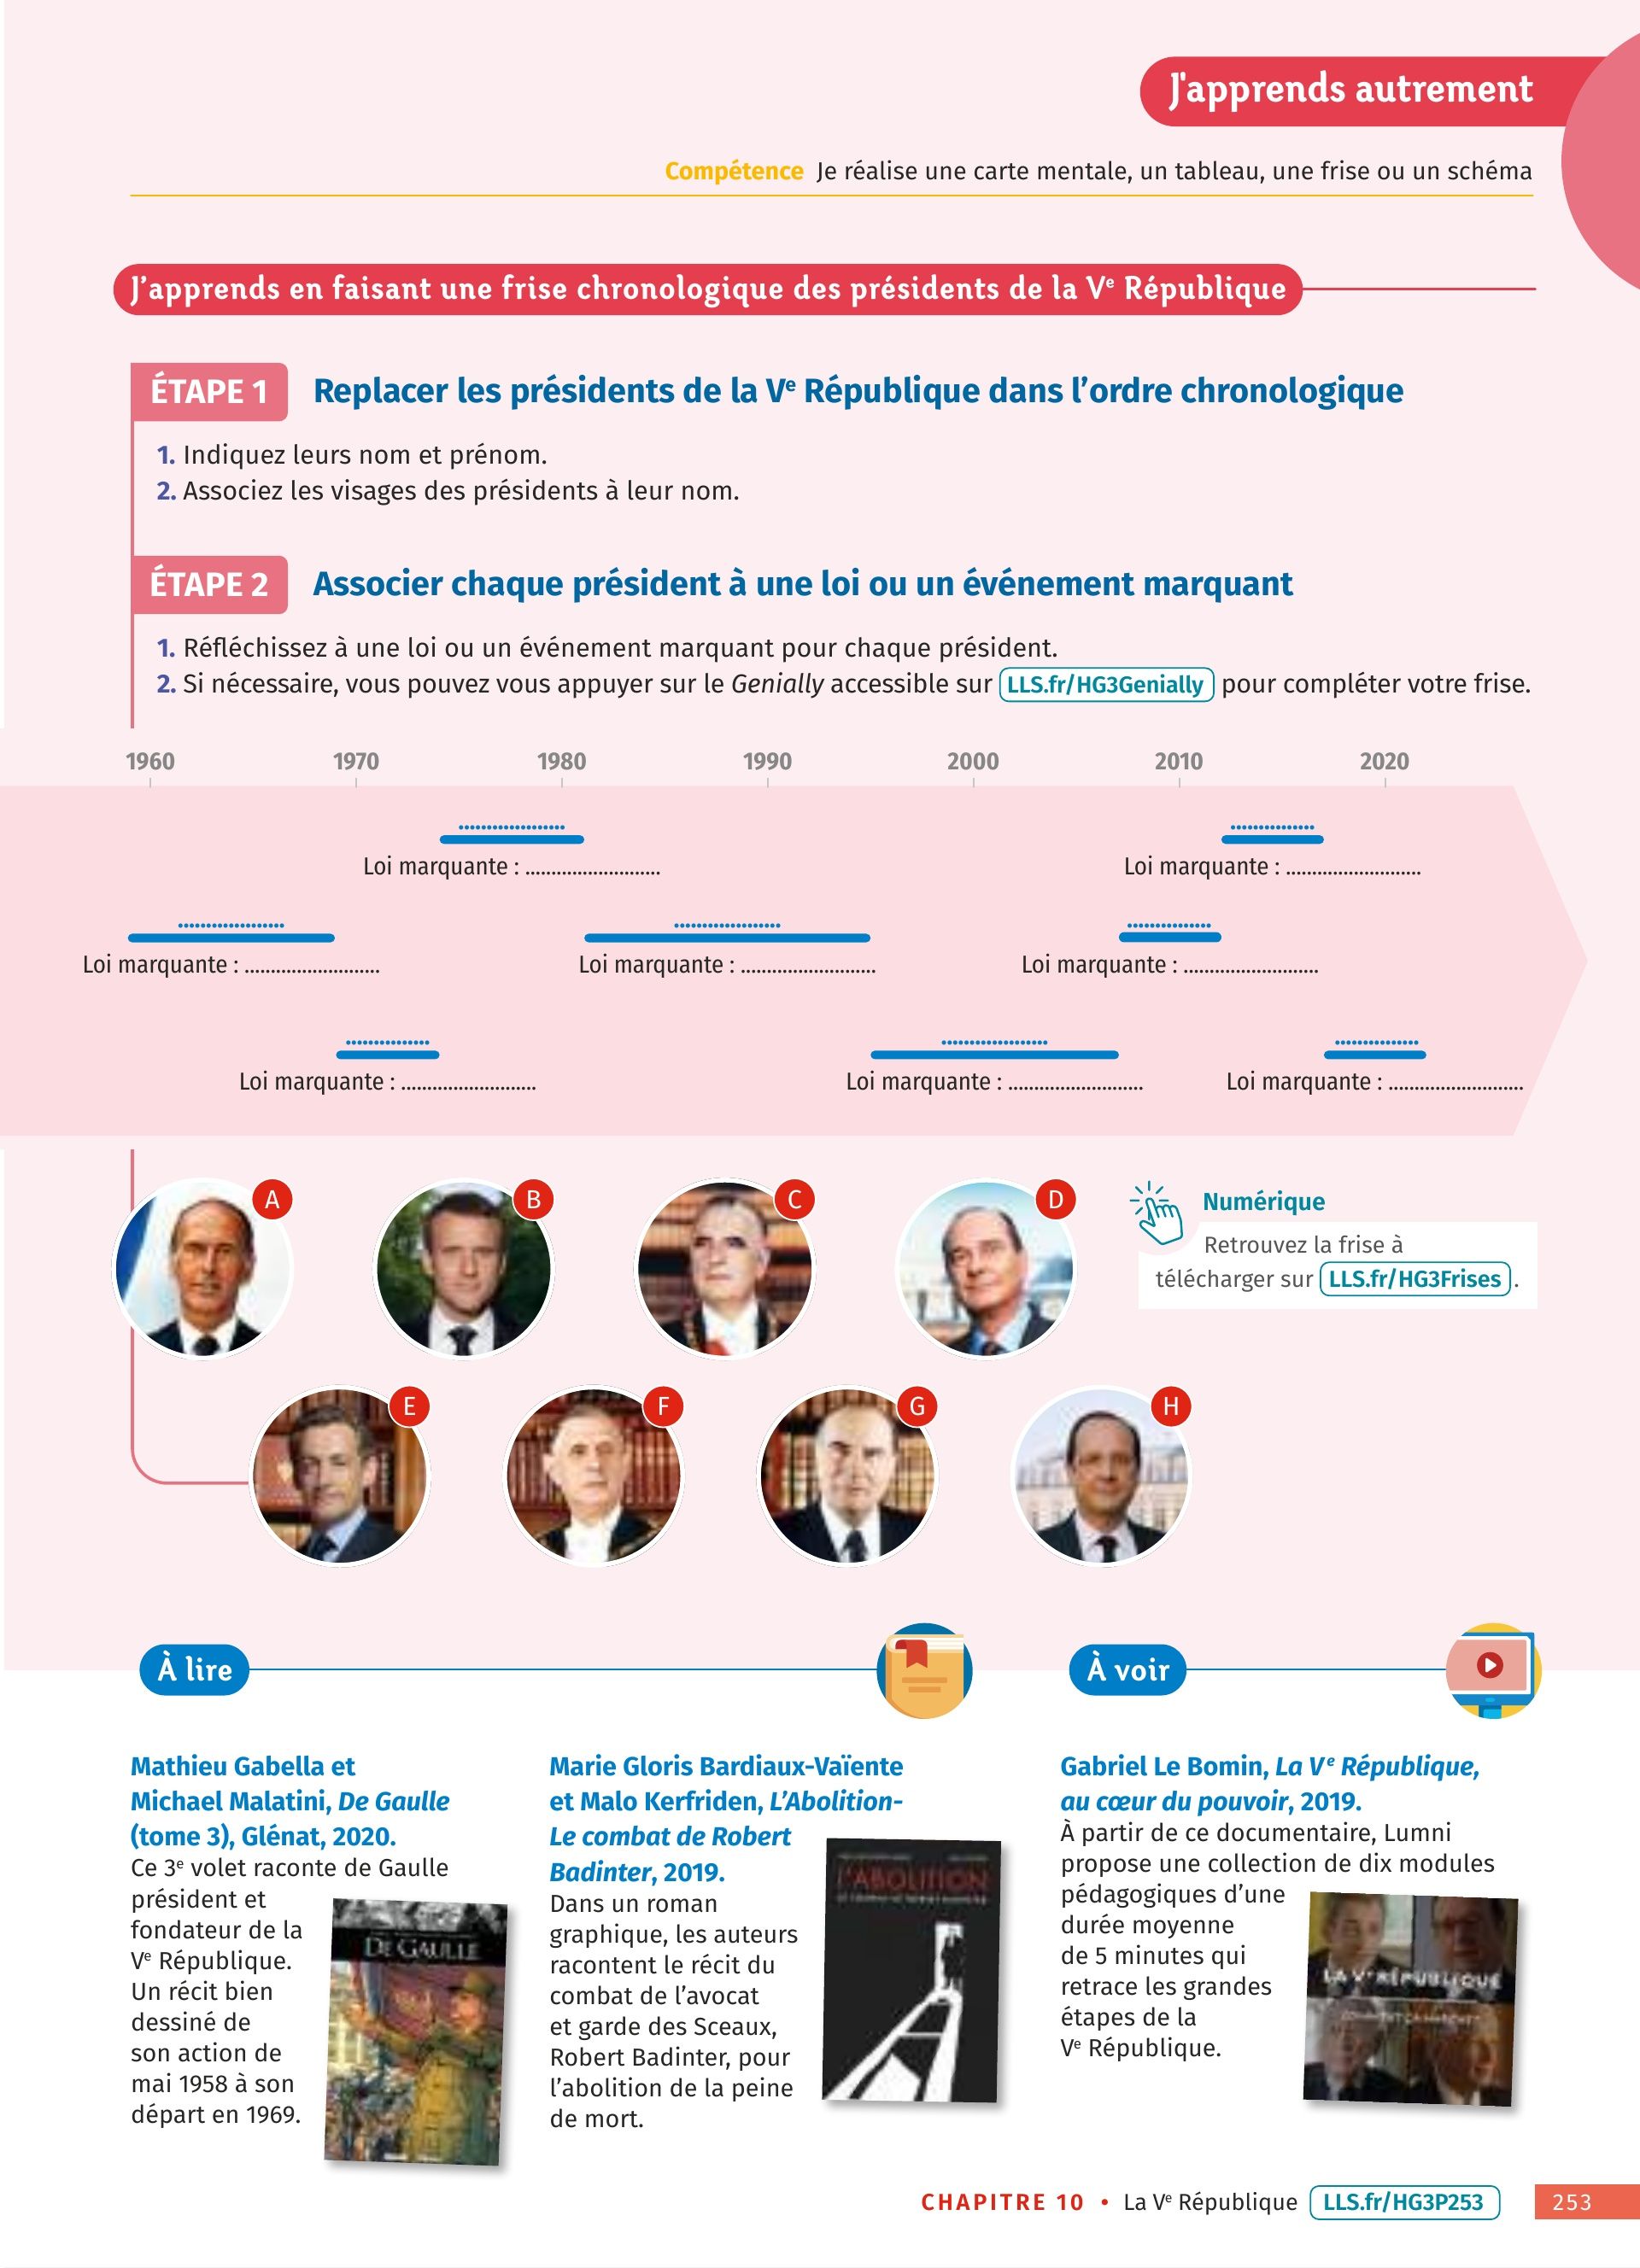 J'apprends autrement
Compétence Je réalise une carte mentale, un tableau, une frise ou un schéma
J'apprends en faisant une frise chronologique des présidents de la Ve République
ÉTAPE 1 Replacer les présidents de la Ve République dans l'ordre chronologique
1. Indiquez leurs nom et prénom.
2. Associez les visages des présidents à leur nom.
ÉTAPE 2 Associer chaque président à une loi ou un événement marquant
1. Réfléchissez à une loi ou un événement marquant pour chaque président.
2. Si nécessaire, vous pouvez vous appuyer sur le Genially accessible sur LLS.fr/HG3Genially pour compléter votre frise.
1960 1970 1980 1990 2000 2010 2020
Loi marquante : .......................... Loi marquante : ..........................
Loi marquante : .......................... Loi marquante : .......................... Loi marquante : ..........................
Loi marquante : .......................... Loi marquante : .......................... Loi marquante : ..........................
A B C D
Numérique
Retrouvez la frise à
télécharger sur LLS.fr/HG3Frises .
E F G H
À lire
Mathieu Gabella et
Michael Malatini, De Gaulle
(tome 3), Glénat, 2020.
Ce 3e volet raconte de Gaulle
président et
fondateur de la
Ve République.
Un récit bien
dessiné de
son action de
mai 1958 à son
départ en 1969.
DE GAULLE
Marie Gloris Bardiaux-Vaïente
et Malo Kerfriden, L'Abolition-
Le combat de Robert
Badinter, 2019.
Dans un roman
graphique, les auteurs
racontent le récit du
combat de l'avocat
et garde des Sceaux,
Robert Badinter, pour
l'abolition de la peine
de mort.
L'ABOLITION
À voir
Gabriel Le Bomin, La Ve République,
au cœur du pouvoir, 2019.
À partir de ce documentaire, Lumni
propose une collection de dix modules
pédagogiques d'une
durée moyenne
de 5 minutes qui
retrace les grandes
étapes de la
Ve République.
LA Ve RÉPUBLIQUE
CHAPITRE 10 • La Ve République LLS.fr/HG3P253 253